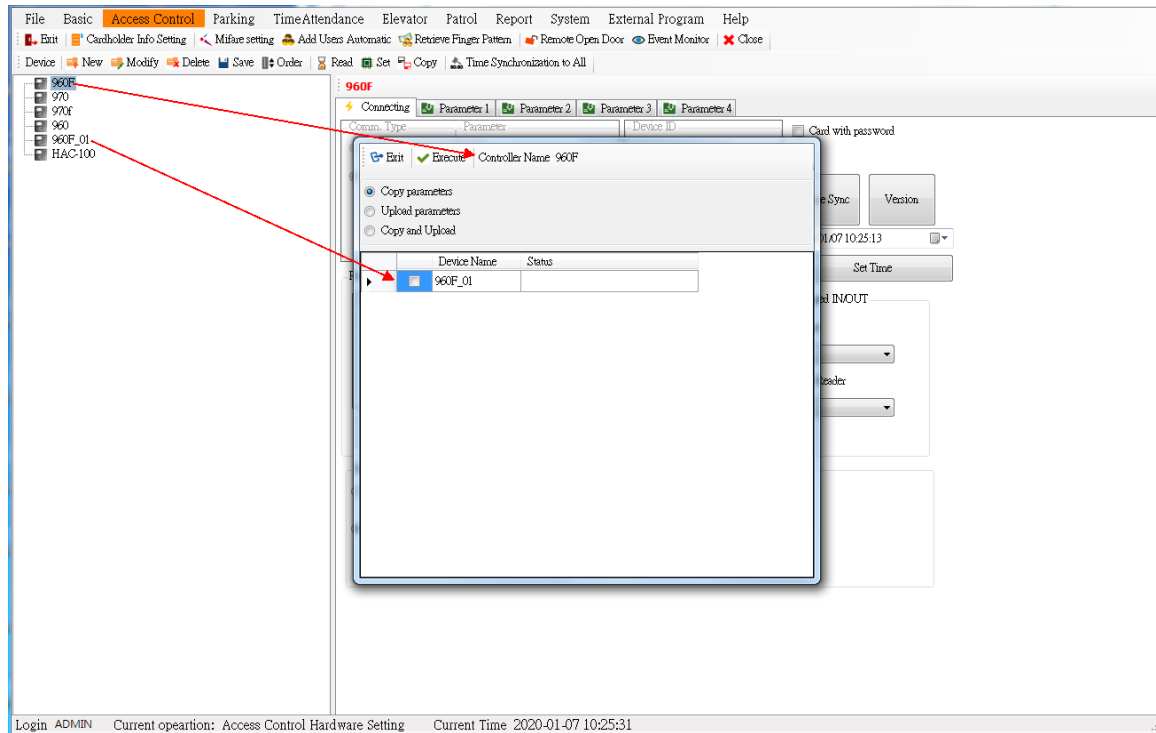 File Basic Access Control Parking TimeAttendance Elevator Patrol Report System External Program Help
Exit Cardholder Info Setting Mifare setting Add Users Automatic Retrieve Finger Pattern Remote Open Door Event Monitor Close
Device New Modify Delete Save Order Read Set Copy Time Synchronization to All
960F
970
970f
960
960F_01
HAC-100
960F
Connecting Parameter 1 Parameter 2 Parameter 3 Parameter 4
Comm. Type Parameter Device ID Card with password
Exit Execute Controller Name 960F
Copy parameters
Upload parameters
Copy and Upload
Device Name Status
960F_01
e Sync Version
01/07 10:25:13
Set Time
ed IN/OUT
Reader
Login ADMIN Current opeartion: Access Control Hardware Setting Current Time 2020-01-07 10:25:31